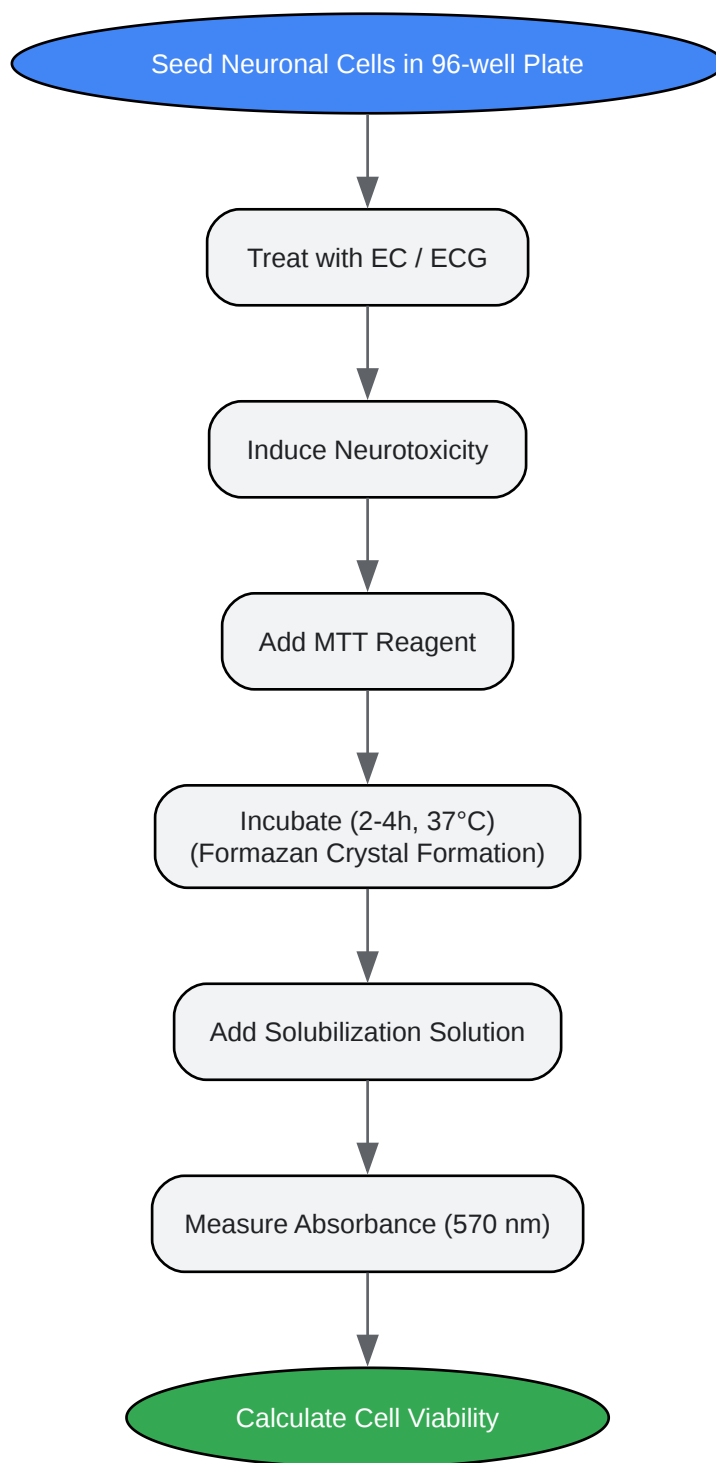 Seed Neuronal Cells in 96-well Plate
Treat with EC / ECG
Induce Neurotoxicity
Add MTT Reagent
Incubate (2-4h, 37°C)
(Formazan Crystal Formation)
Add Solubilization Solution
Measure Absorbance (570 nm)
Calculate Cell Viability